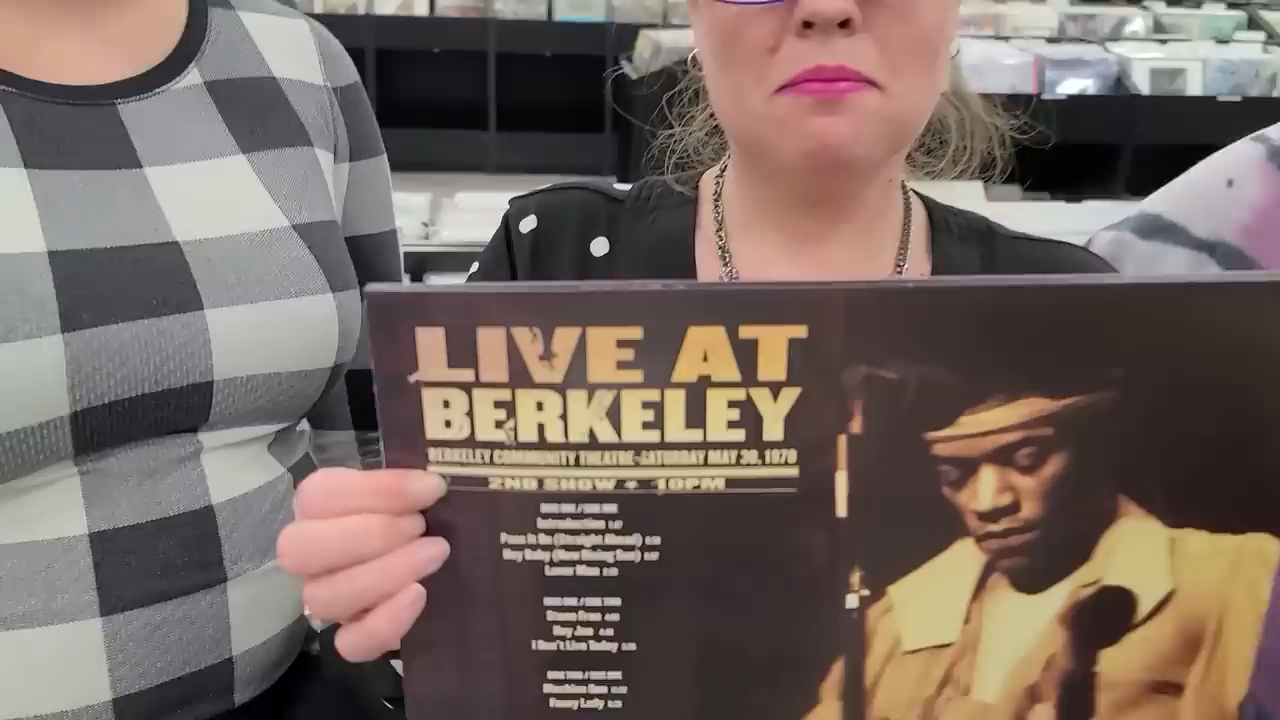 LIVE AT
BERKELEY
BERKELEY COMMUNITY THEATRE-SATURDAY MAY 30, 1970
2ND SHOW + 10PM
Introduction
Pass It On (Straight Ahead)
Hey Baby (New Rising Sun)
Lover Man
Stone Free
Hey Joe
I Don't Live Today
Machine Gun
Foxey Lady